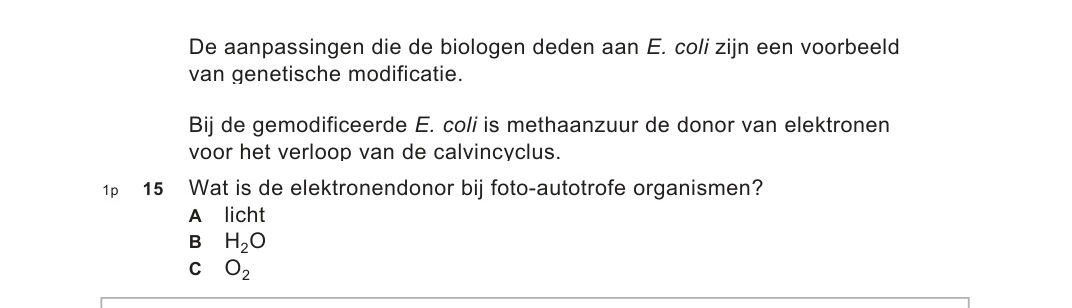 De aanpassingen die de biologen deden aan E. coli zijn een voorbeeld
van genetische modificatie.
Bij de gemodificeerde E. coli is methaanzuur de donor van elektronen
voor het verloop van de calvincyclus.
1p 15 Wat is de elektronendonor bij foto-autotrofe organismen?
A licht
B H₂O
C O₂